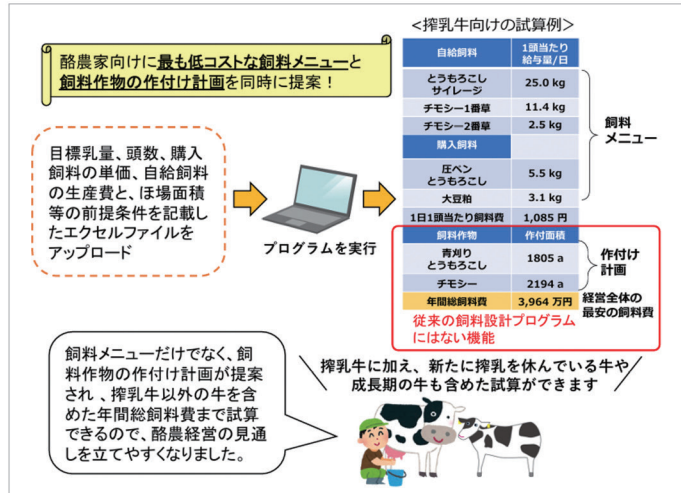 <搾乳牛向けの試算例>
酪農家向けに最も低コストな飼料メニューと
飼料作物の作付け計画を同時に提案!
目標乳量、頭数、購入
飼料の単価、自給飼料
の生産費と、ほ場面積
等の前提条件を記載し
たエクセルファイルを
アップロード
プログラムを実行
自給飼料 1頭当たり
給与量/日
とうもろこし
サイレージ 25.0 kg
チモシー1番草 11.4 kg
チモシー2番草 2.5 kg
購入飼料
圧ペン
とうもろこし 5.5 kg
大豆粕 3.1 kg
1日1頭当たり飼料費 1,085 円
飼料
メニュー
飼料作物 作付面積
青刈り
とうもろこし 1805 a
チモシー 2194 a
年間総飼料費 3,964 万円
作付け
計画
経営全体の
最安の飼料費
従来の飼料設計プログラム
にはない機能
搾乳牛に加え、新たに搾乳を休んでいる牛や
成長期の牛も含めた試算ができます
飼料メニューだけでなく、飼
料作物の作付け計画が提案
され、搾乳牛以外の牛を含
めた年間総飼料費まで試算
できるので、酪農経営の見通
しを立てやすくなりました。